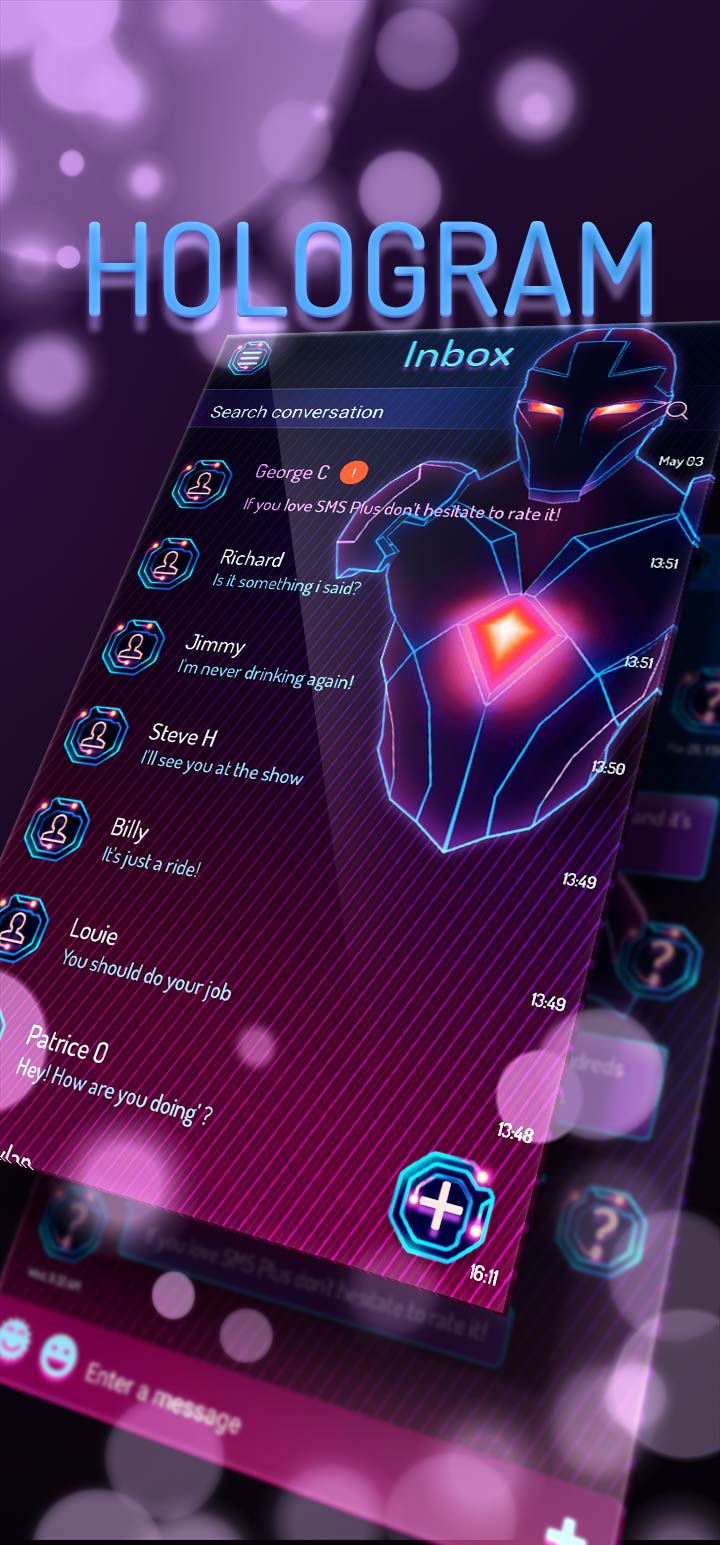 HOLOGRAM
Inbox
Search conversation
May 03
George C !
If you love SMS Plus don't hesitate to rate it!
Richard 13:51
Is it something i said?
Jimmy 13:51
I'm never drinking again!
Steve H 13:50
I'll see you at the show
and it's
Billy 13:49
It's just a ride!
?
Louie 13:49
You should do your job
Patrice O 13:48
Hey! How are you doing' ?
16:11
? ?
If you love SMS Plus don't hesitate to rate it!
Enter a message